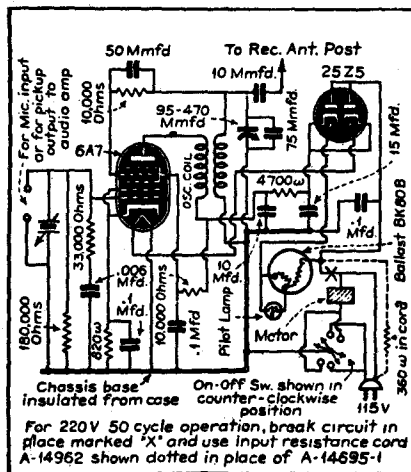 50 Mmfd
To Rec. Ant. Post
10 Mmfd.
25Z5
10,000 Ohms
95-470 Mmfd
75 Mmfd.
15 Mfd.
For Mic. input or for pickup output to audio amp
6A7
OSC. COIL
4700ω
33,000 Ohms
.006 Mfd.
.1 Mfd.
10 Mfd.
.1 Mfd.
Ballast BK80B
180,000 Ohms
820ω
10,000 Ohms
.1 Mfd
Pilot Lamp
X
Motor
360ω in cord
Chassis base insulated from case
On-Off Sw. shown in counter-clockwise position
115V
For 220V 50 cycle operation, break circuit in
place marked "X" and use input resistance cord
A-14962 shown dotted in place of A-14695-1